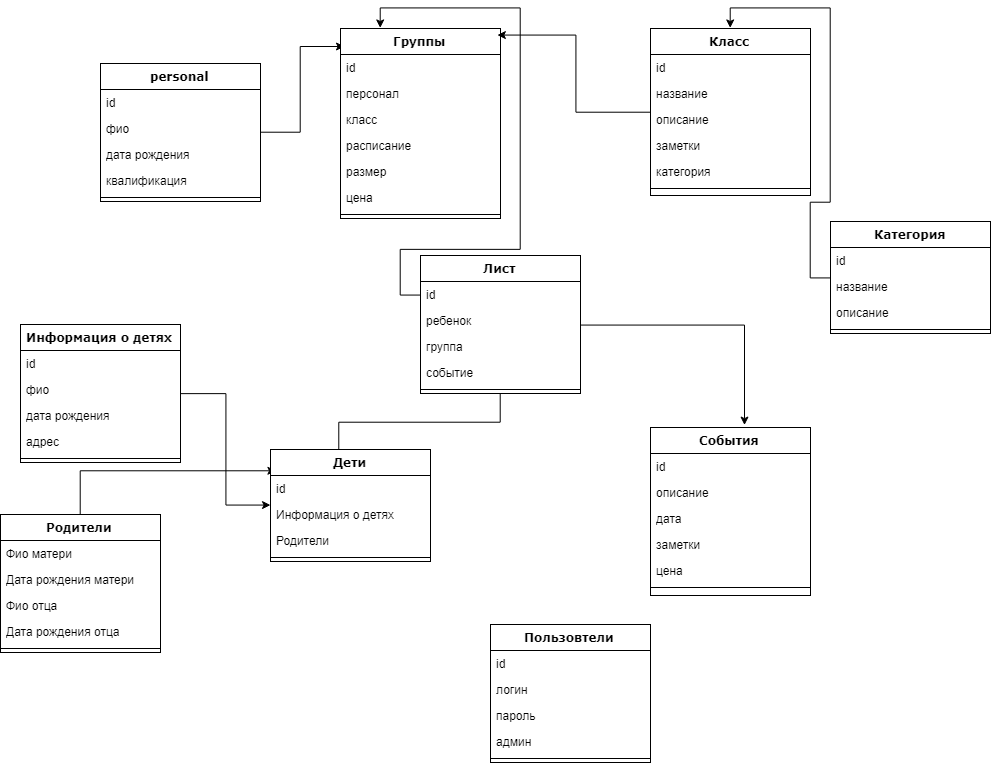 Группы
id
персонал
класс
расписание
размер
цена
Класс
id
название
описание
заметки
категория
personal
id
фио
дата рождения
квалификация
Категория
id
название
описание
Лист
id
ребенок
группа
событие
Информация о детях
id
фио
дата рождения
адрес
События
id
описание
дата
заметки
цена
Дети
id
Информация о детях
Родители
Родители
Фио матери
Дата рождения матери
Фио отца
Дата рождения отца
Пользовтели
id
логин
пароль
админ